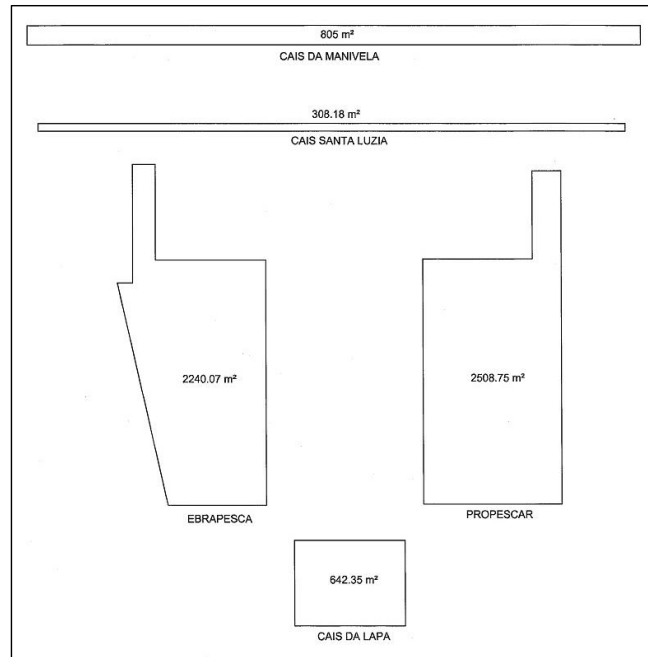 805 m²
CAIS DA MANIVELA
308.18 m²
CAIS SANTA LUZIA
2240.07 m²
2508.75 m²
EBRAPESCA
PROPESCAR
642.35 m²
CAIS DA LAPA